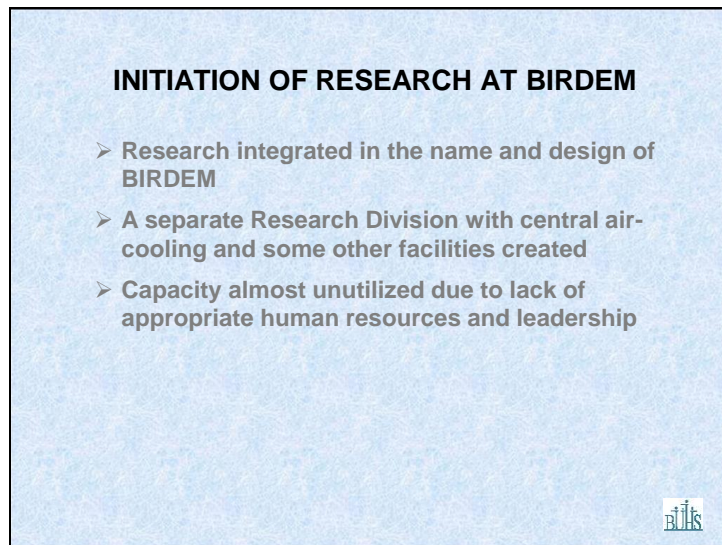 INITIATION OF RESEARCH AT BIRDEM
➢ Research integrated in the name and design of
BIRDEM
➢ A separate Research Division with central air-
cooling and some other facilities created
➢ Capacity almost unutilized due to lack of
appropriate human resources and leadership
BUHS